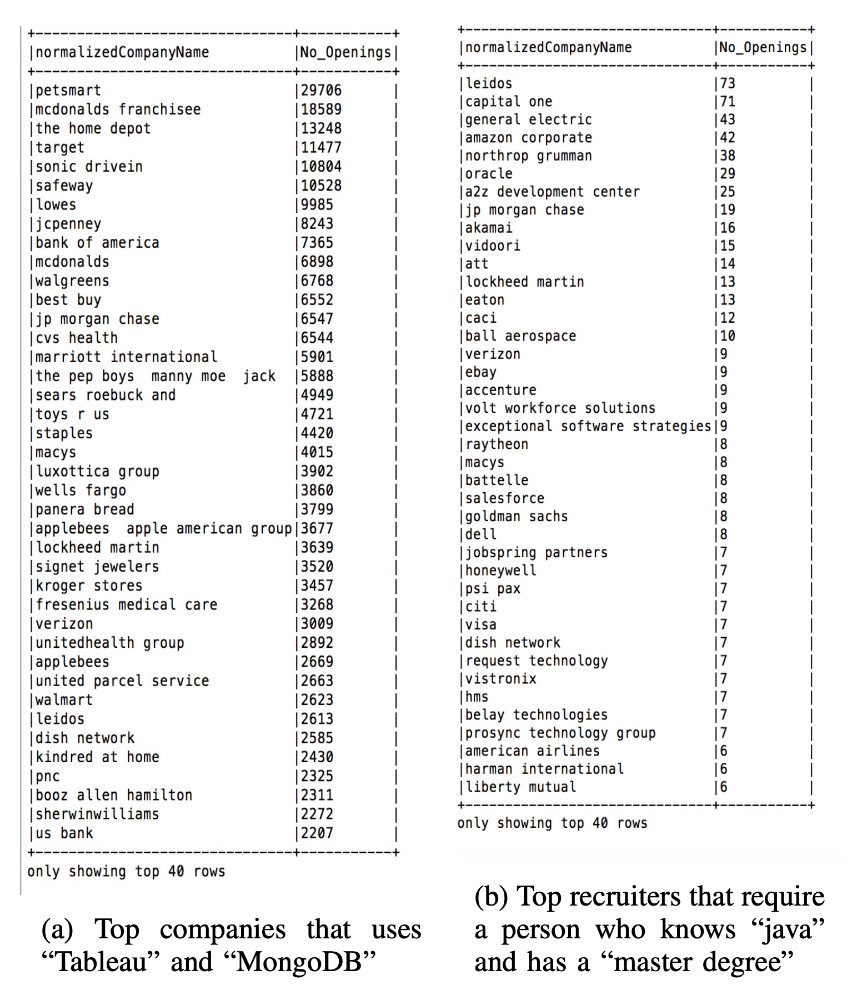 +-------------------------------+-----------+
|normalizedCompanyName          |No_Openings|
+-------------------------------+-----------+
|petsmart                       |29706      |
|mcdonalds franchisee           |18589      |
|the home depot                 |13248      |
|target                         |11477      |
|sonic drivein                  |10804      |
|safeway                        |10528      |
|lowes                          |9985       |
|jcpenney                       |8243       |
|bank of america                |7365       |
|mcdonalds                      |6898       |
|walgreens                      |6768       |
|best buy                       |6552       |
|jp morgan chase                |6547       |
|cvs health                     |6544       |
|marriott international         |5901       |
|the pep boys  manny moe  jack  |5888       |
|sears roebuck and              |4949       |
|toys r us                      |4721       |
|staples                        |4420       |
|macys                          |4015       |
|luxottica group                |3902       |
|wells fargo                    |3860       |
|panera bread                   |3799       |
|applebees  apple american group|3677       |
|lockheed martin                |3639       |
|signet jewelers                |3520       |
|kroger stores                  |3457       |
|fresenius medical care         |3268       |
|verizon                        |3009       |
|unitedhealth group             |2892       |
|applebees                      |2669       |
|united parcel service          |2663       |
|walmart                        |2623       |
|leidos                         |2613       |
|dish network                   |2585       |
|kindred at home                |2430       |
|pnc                            |2325       |
|booz allen hamilton            |2311       |
|sherwinwilliams                |2272       |
|us bank                        |2207       |
+-------------------------------+-----------+
only showing top 40 rows
(a) Top companies that uses
“Tableau” and “MongoDB”
+-------------------------------+-----------+
|normalizedCompanyName          |No_Openings|
+-------------------------------+-----------+
|leidos                         |73         |
|capital one                    |71         |
|general electric               |43         |
|amazon corporate               |42         |
|northrop grumman               |38         |
|oracle                         |29         |
|a2z development center         |25         |
|jp morgan chase                |19         |
|akamai                         |16         |
|vidoori                        |15         |
|att                            |14         |
|lockheed martin                |13         |
|eaton                          |13         |
|caci                           |12         |
|ball aerospace                 |10         |
|verizon                        |9          |
|ebay                           |9          |
|accenture                      |9          |
|volt workforce solutions       |9          |
|exceptional software strategies|9          |
|raytheon                       |8          |
|macys                          |8          |
|battelle                       |8          |
|salesforce                     |8          |
|goldman sachs                  |8          |
|dell                           |8          |
|jobspring partners             |7          |
|honeywell                      |7          |
|psi pax                        |7          |
|citi                           |7          |
|visa                           |7          |
|dish network                   |7          |
|request technology             |7          |
|vistronix                      |7          |
|hms                            |7          |
|belay technologies             |7          |
|prosync technology group       |7          |
|american airlines              |6          |
|harman international           |6          |
|liberty mutual                 |6          |
+-------------------------------+-----------+
only showing top 40 rows
(b) Top recruiters that require
a person who knows “java”
and has a “master degree”